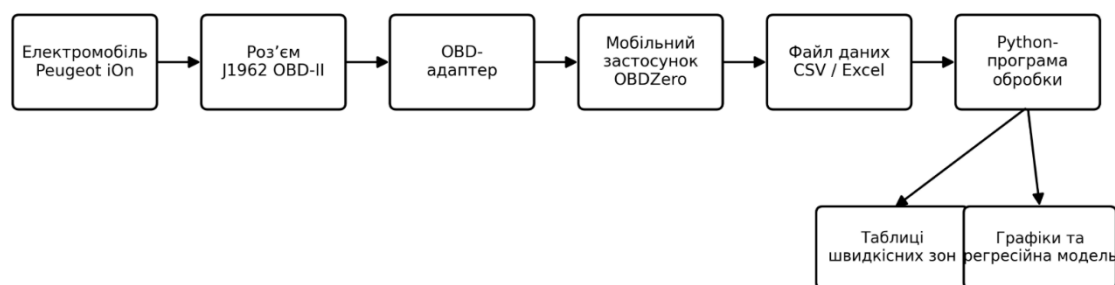 Електромобіль
Peugeot iOn
Роз’єм
J1962 OBD-II
OBD-
адаптер
Мобільний
застосунок
OBDZero
Файл даних
CSV / Excel
Python-
програма
обробки
Таблиці
швидкісних зон
Графіки та
регресійна модель